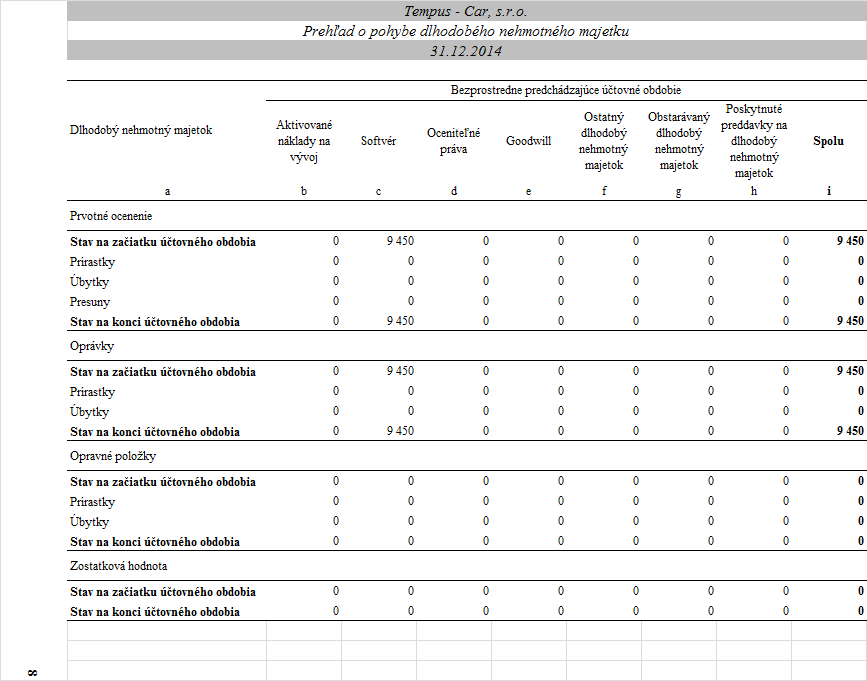 Tempus - Car, s.r.o.
Prehľad o pohybe dlhodobého nehmotného majetku
31.12.2014
Bezprostredne predchádzajúce účtovné obdobie
Dlhodobý nehmotný majetok
Aktivované náklady na vývoj
Softvér
Oceniteľné práva
Goodwill
Ostatný dlhodobý nehmotný majetok
Obstarávaný dlhodobý nehmotný majetok
Poskytnuté preddavky na dlhodobý nehmotný majetok
Spolu
a b c d e f g h i
Prvotné ocenenie
Stav na začiatku účtovného obdobia 0 9 450 0 0 0 0 0 9 450
Prírastky 0 0 0 0 0 0 0 0
Úbytky 0 0 0 0 0 0 0 0
Presuny 0 0 0 0 0 0 0 0
Stav na konci účtovného obdobia 0 9 450 0 0 0 0 0 9 450
Oprávky
Stav na začiatku účtovného obdobia 0 9 450 0 0 0 0 0 9 450
Prírastky 0 0 0 0 0 0 0 0
Úbytky 0 0 0 0 0 0 0 0
Stav na konci účtovného obdobia 0 9 450 0 0 0 0 0 9 450
Opravné položky
Stav na začiatku účtovného obdobia 0 0 0 0 0 0 0 0
Prírastky 0 0 0 0 0 0 0 0
Úbytky 0 0 0 0 0 0 0 0
Stav na konci účtovného obdobia 0 0 0 0 0 0 0 0
Zostatková hodnota
Stav na začiatku účtovného obdobia 0 0 0 0 0 0 0 0
Stav na konci účtovného obdobia 0 0 0 0 0 0 0 0
8